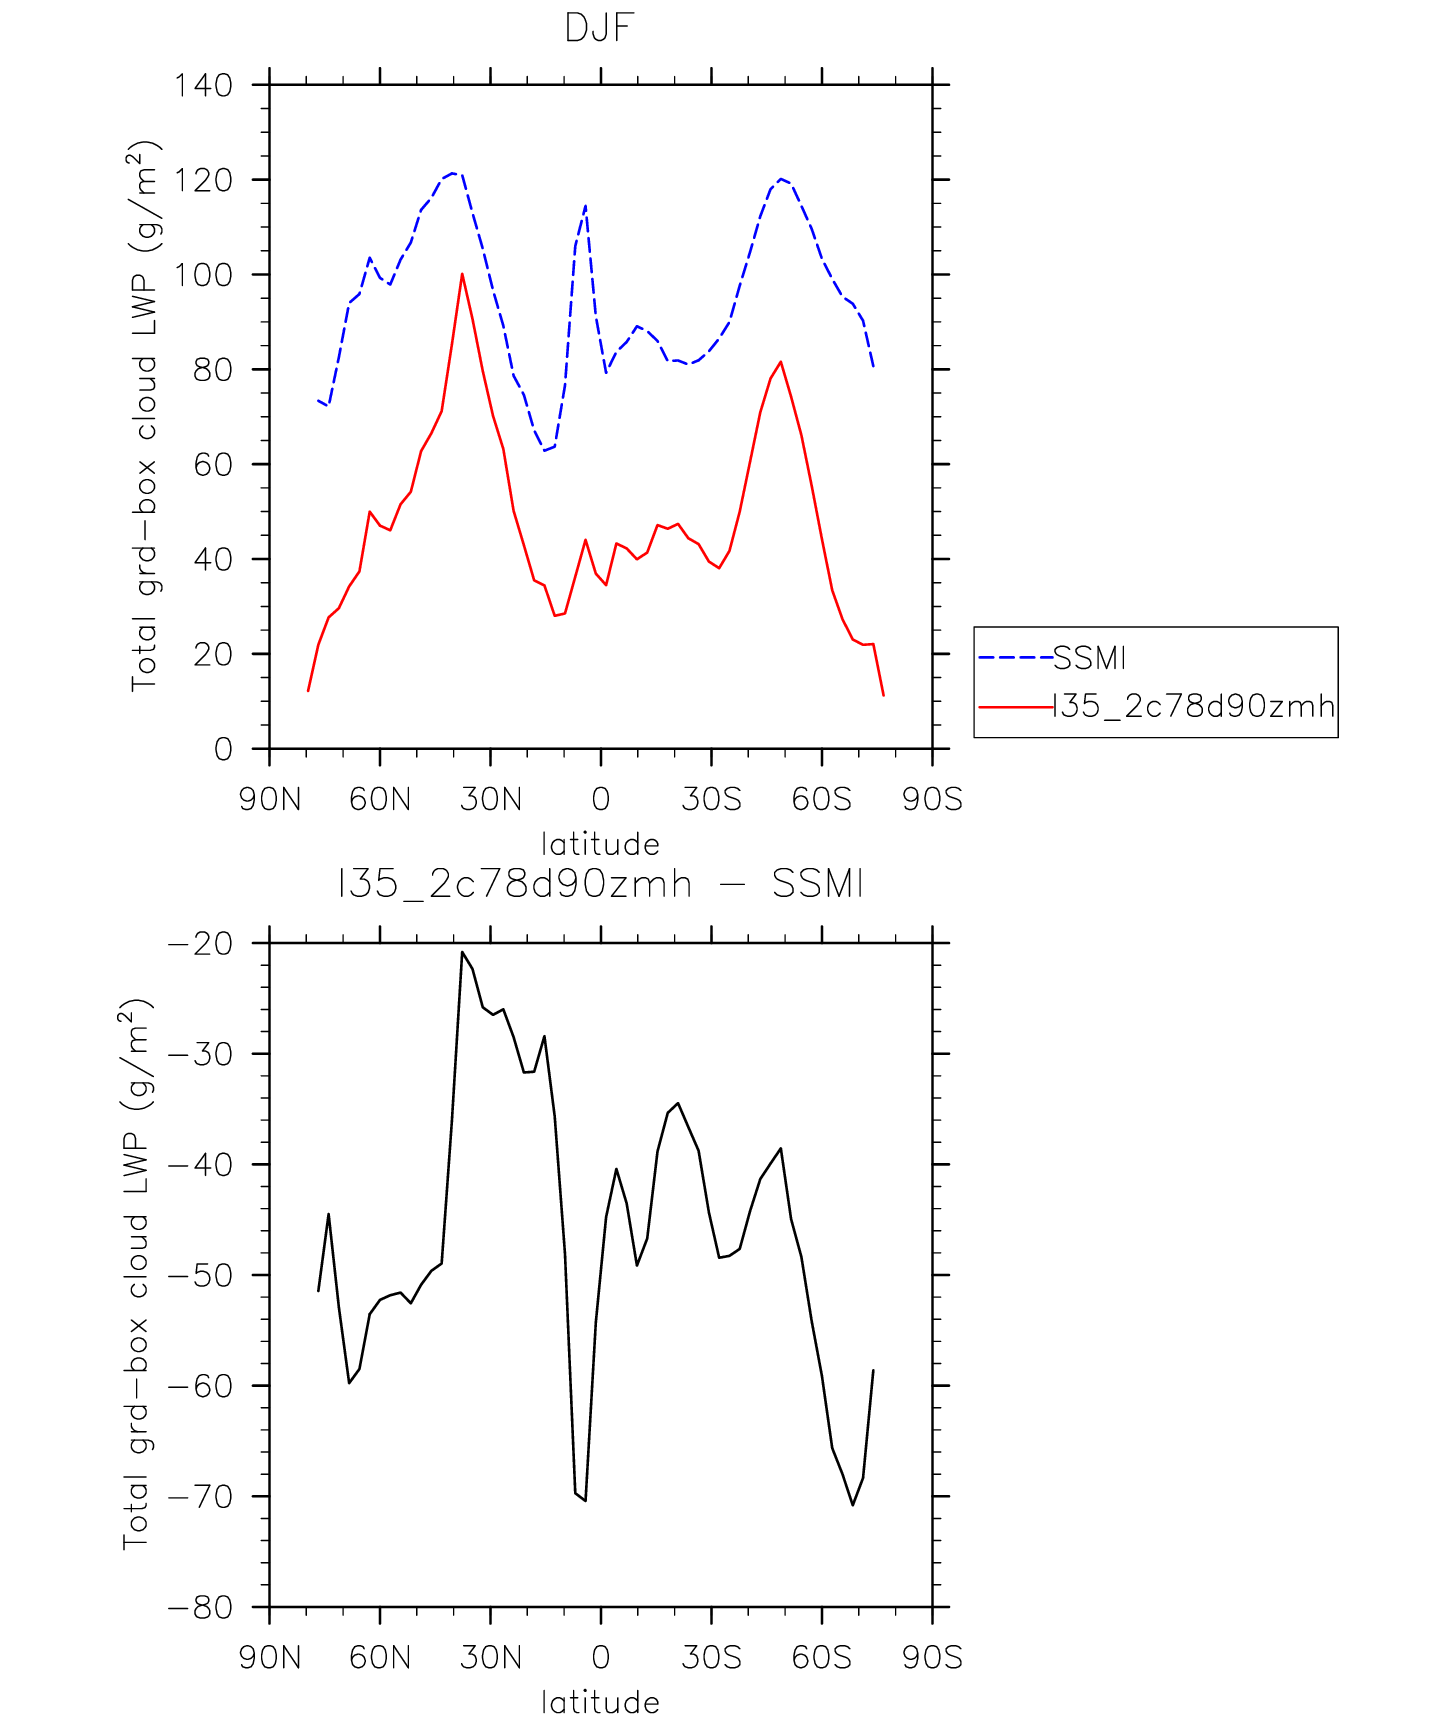 DJF
Total grd-box cloud LWP (g/m²)
140
120
100
80
60
40
20
0
90N 60N 30N 0 30S 60S 90S
latitude
SSMI
I35_2c78d90zmh
I35_2c78d90zmh - SSMI
Total grd-box cloud LWP (g/m²)
-20
-30
-40
-50
-60
-70
-80
90N 60N 30N 0 30S 60S 90S
latitude